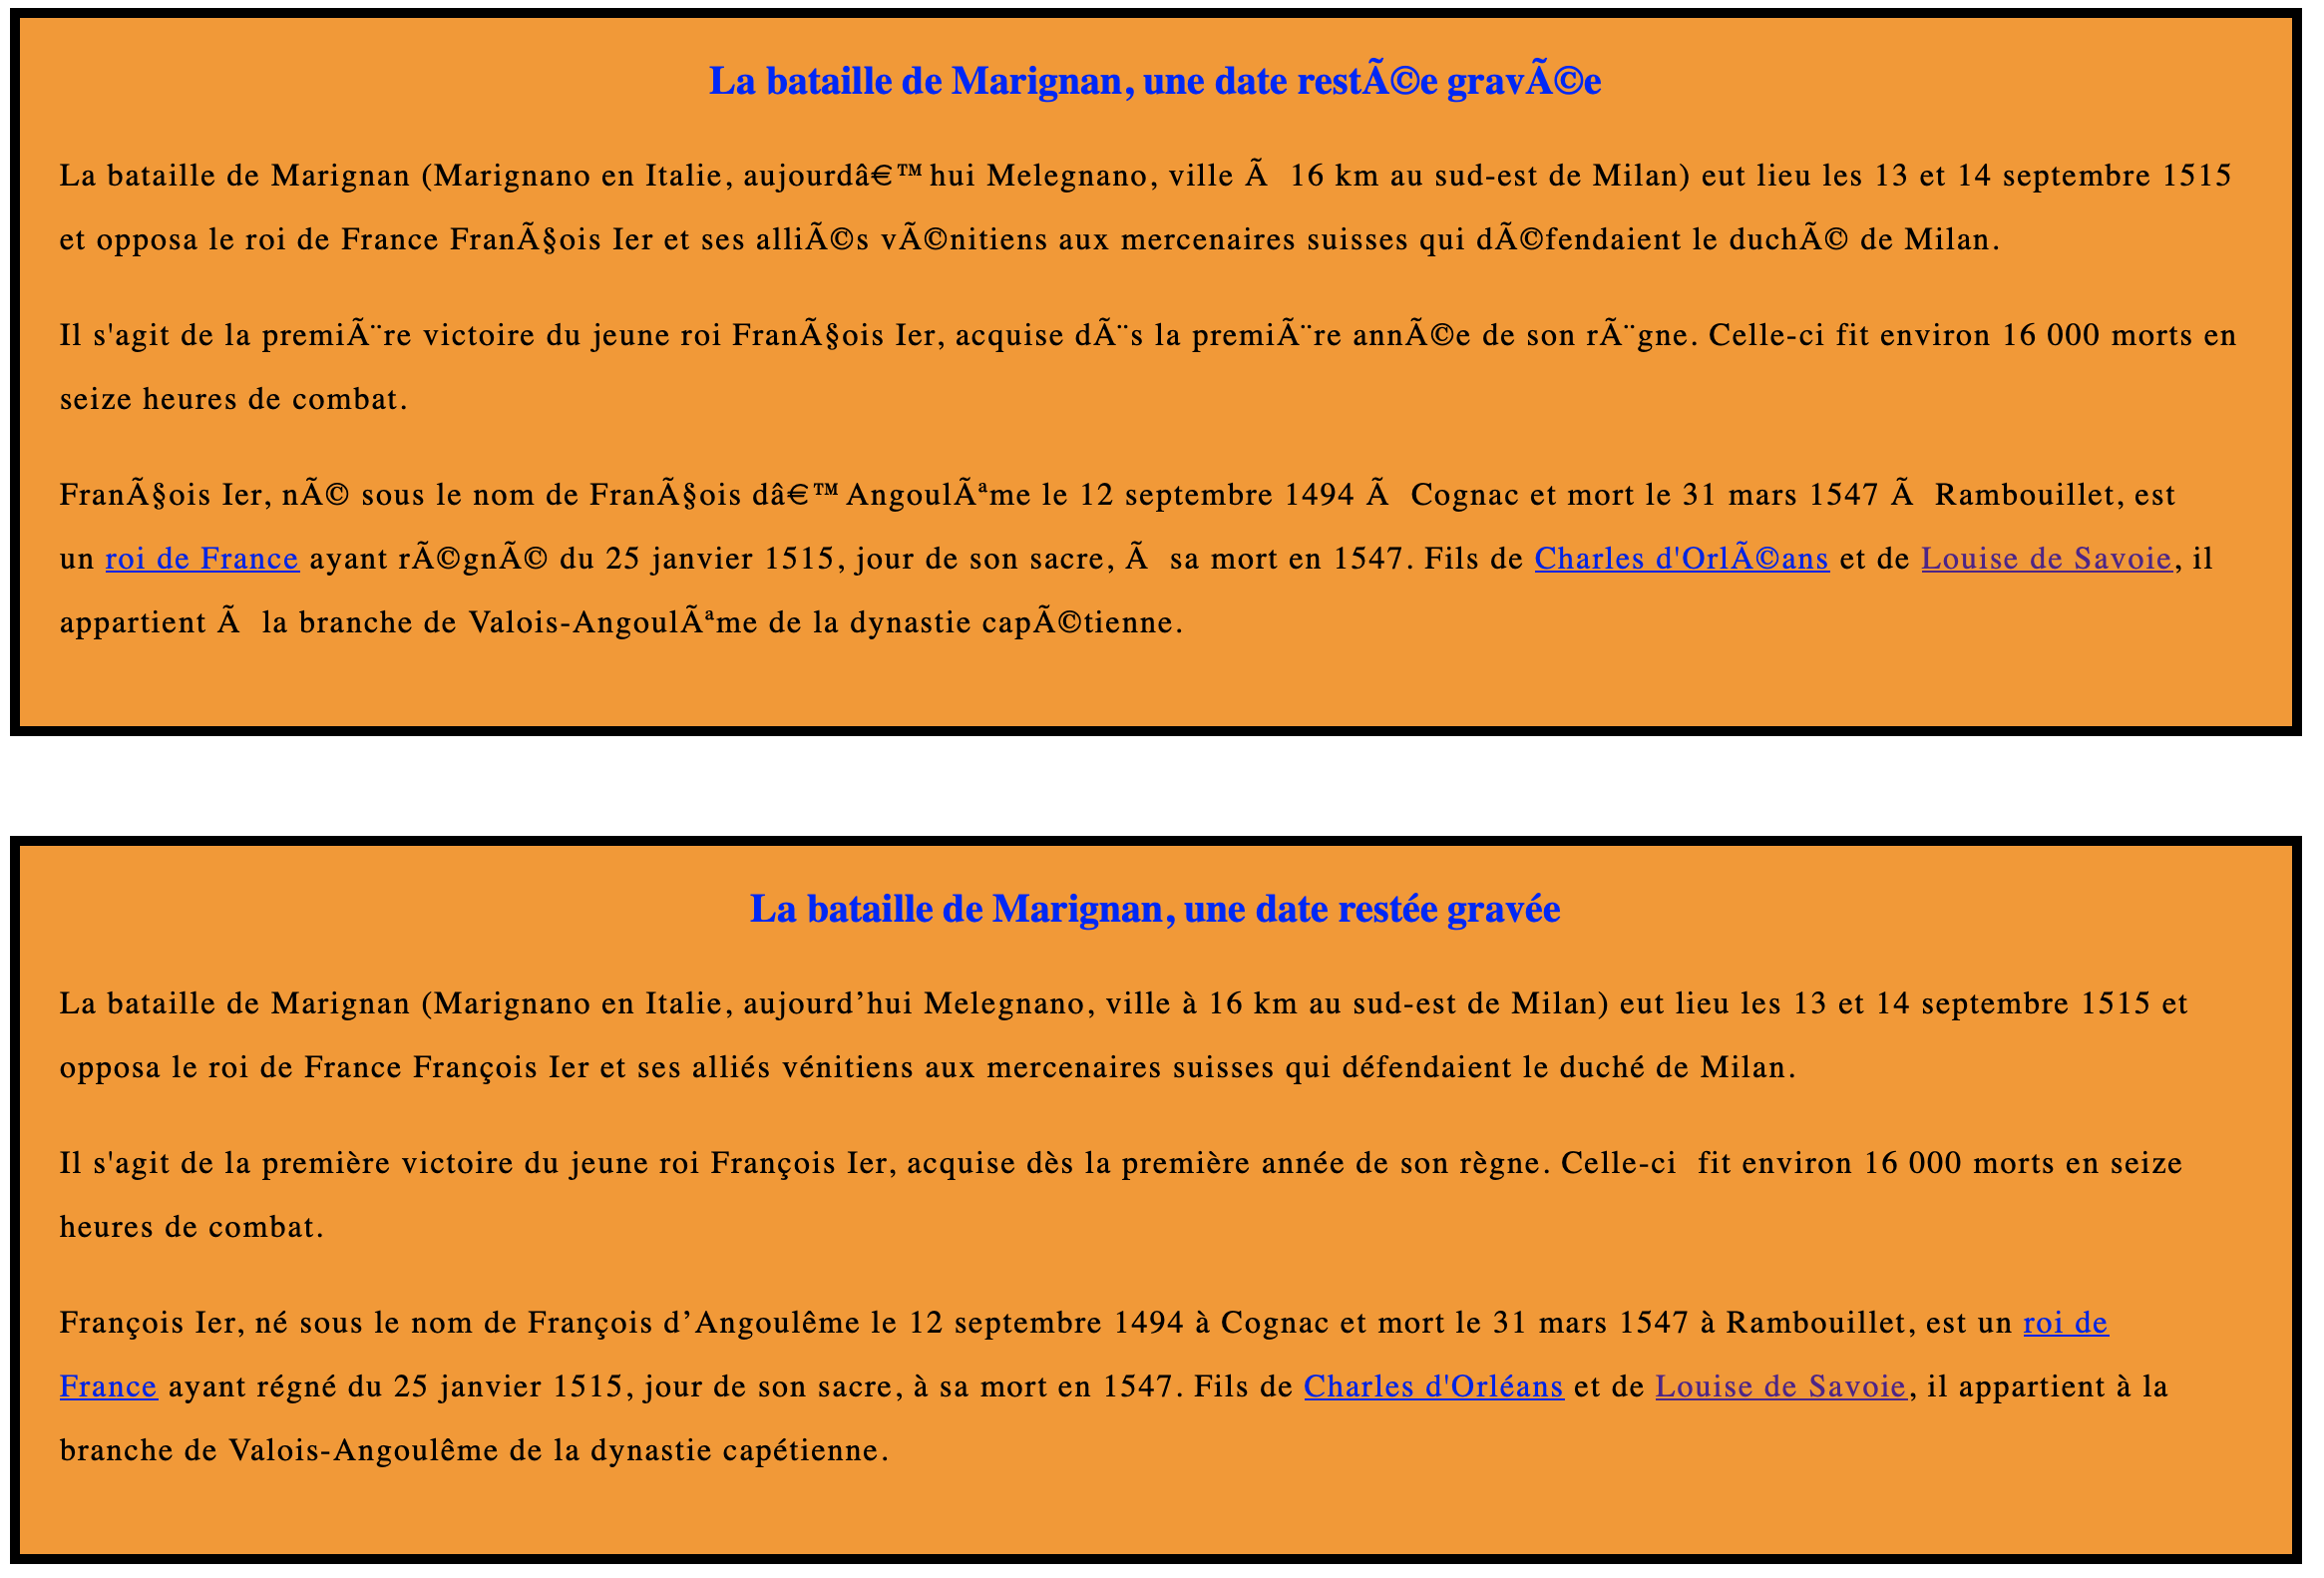 La bataille de Marignan, une date restÃ©e gravÃ©e
La bataille de Marignan (Marignano en Italie, aujourdâ€™hui Melegnano, ville Ã  16 km au sud-est de Milan) eut lieu les 13 et 14 septembre 1515
et opposa le roi de France FranÃ§ois Ier et ses alliÃ©s vÃ©nitiens aux mercenaires suisses qui dÃ©fendaient le duchÃ© de Milan.
Il s'agit de la premiÃ¨re victoire du jeune roi FranÃ§ois Ier, acquise dÃ¨s la premiÃ¨re annÃ©e de son rÃ¨gne. Celle-ci fit environ 16 000 morts en
seize heures de combat.
FranÃ§ois Ier, nÃ© sous le nom de FranÃ§ois dâ€™AngoulÃªme le 12 septembre 1494 Ã  Cognac et mort le 31 mars 1547 Ã  Rambouillet, est
un roi de France ayant rÃ©gnÃ© du 25 janvier 1515, jour de son sacre, Ã  sa mort en 1547. Fils de Charles d'OrlÃ©ans et de Louise de Savoie, il
appartient Ã  la branche de Valois-AngoulÃªme de la dynastie capÃ©tienne.
La bataille de Marignan, une date restée gravée
La bataille de Marignan (Marignano en Italie, aujourd’hui Melegnano, ville à 16 km au sud-est de Milan) eut lieu les 13 et 14 septembre 1515 et
opposa le roi de France François Ier et ses alliés vénitiens aux mercenaires suisses qui défendaient le duché de Milan.
Il s'agit de la première victoire du jeune roi François Ier, acquise dès la première année de son règne. Celle-ci  fit environ 16 000 morts en seize
heures de combat.
François Ier, né sous le nom de François d’Angoulême le 12 septembre 1494 à Cognac et mort le 31 mars 1547 à Rambouillet, est un roi de
France ayant régné du 25 janvier 1515, jour de son sacre, à sa mort en 1547. Fils de Charles d'Orléans et de Louise de Savoie, il appartient à la
branche de Valois-Angoulême de la dynastie capétienne.